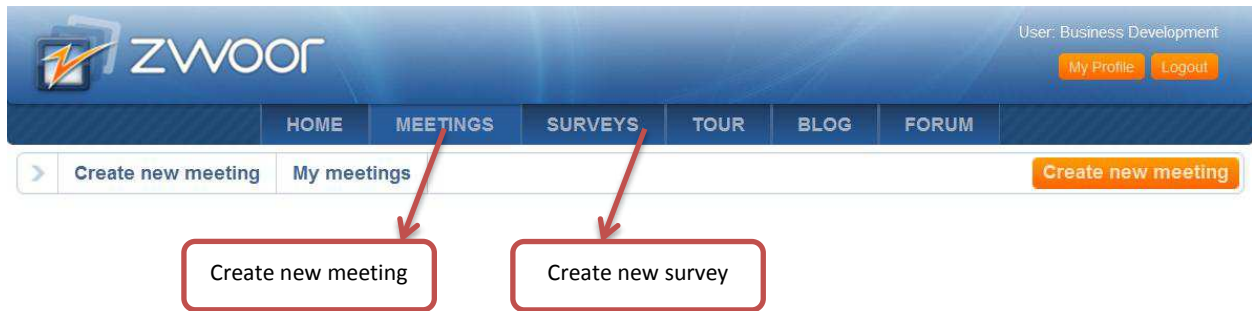 zwoor
User: Business Development
My Profile Logout
HOME MEETINGS SURVEYS TOUR BLOG FORUM
Create new meeting My meetings Create new meeting
Create new meeting Create new survey